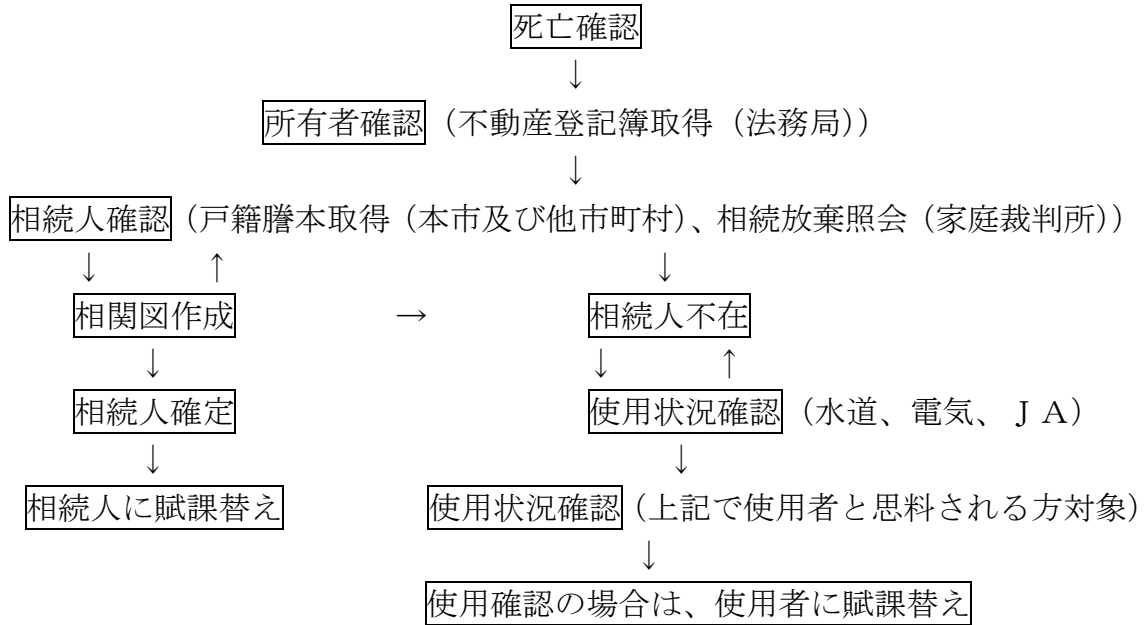 死亡確認
↓
所有者確認（不動産登記簿取得（法務局））
↓
相続人確認（戸籍謄本取得（本市及び他市町村）、相続放棄照会（家庭裁判所））
↓ ↑ ↓
相関図作成 → 相続人不在
↓ ↓ ↑
相続人確定 使用状況確認（水道、電気、ＪＡ）
↓ ↓
相続人に賦課替え 使用状況確認（上記で使用者と思料される方対象）
↓
使用確認の場合は、使用者に賦課替え